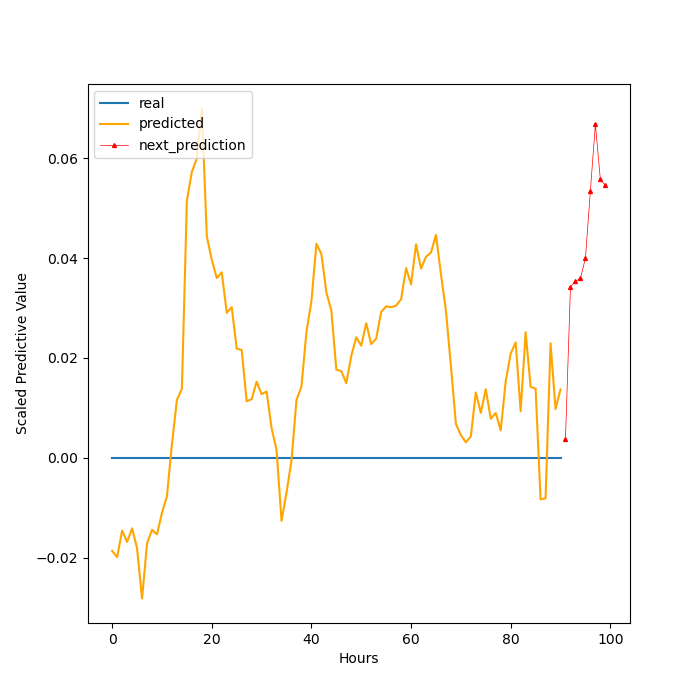 real
predicted
next_prediction
0.06
0.04
0.02
0.00
−0.02
Scaled Predictive Value
0 20 40 60 80 100
Hours